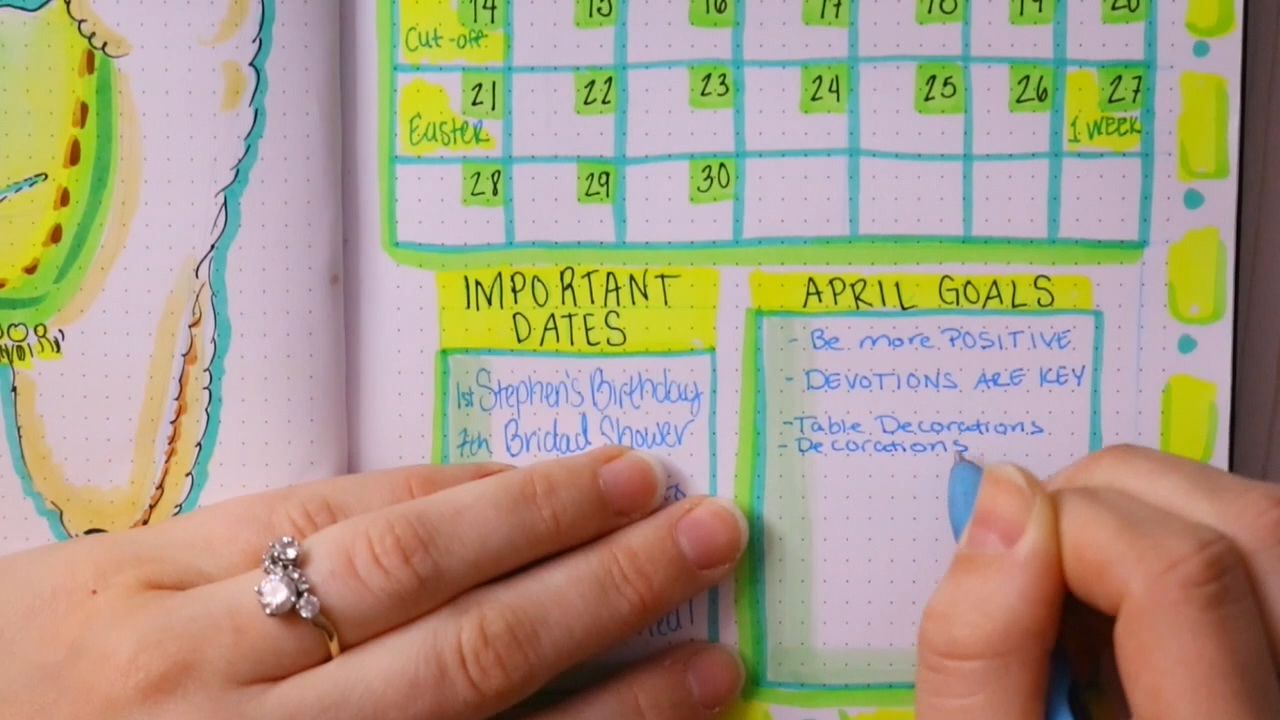 14 15 16 17 18 19 20
Cut-off
21 22 23 24 25 26 27
Easter 1 WEEK
28 29 30
IMPORTANT
DATES
1st Stephen's Birthday
7th Bridad Shower
APRIL GOALS
- Be more POSITIVE
- DEVOTIONS ARE KEY
- Table Decorations
- Decorations